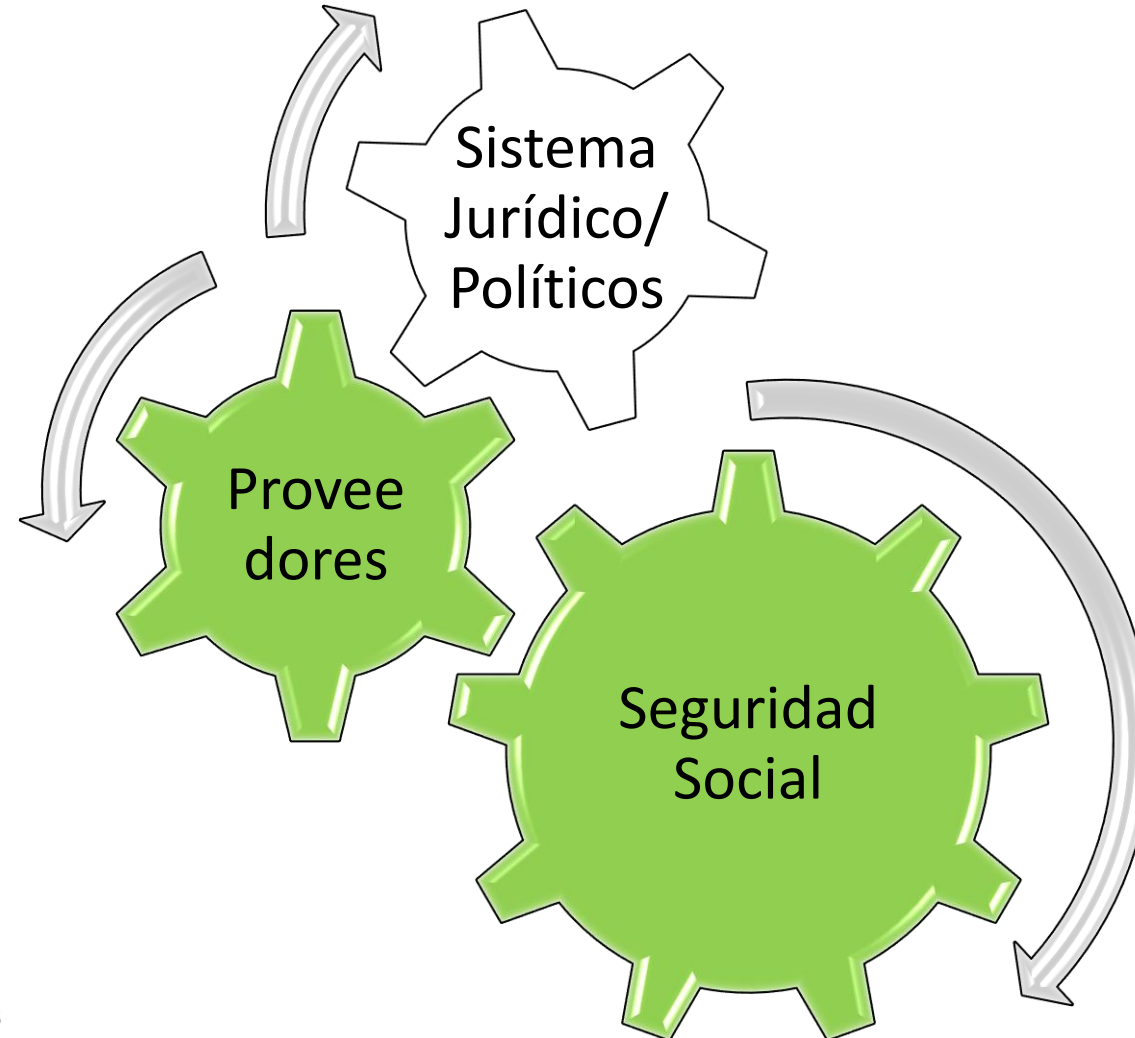 Sistema
Jurídico/
Políticos
Provee
dores
Seguridad
Social